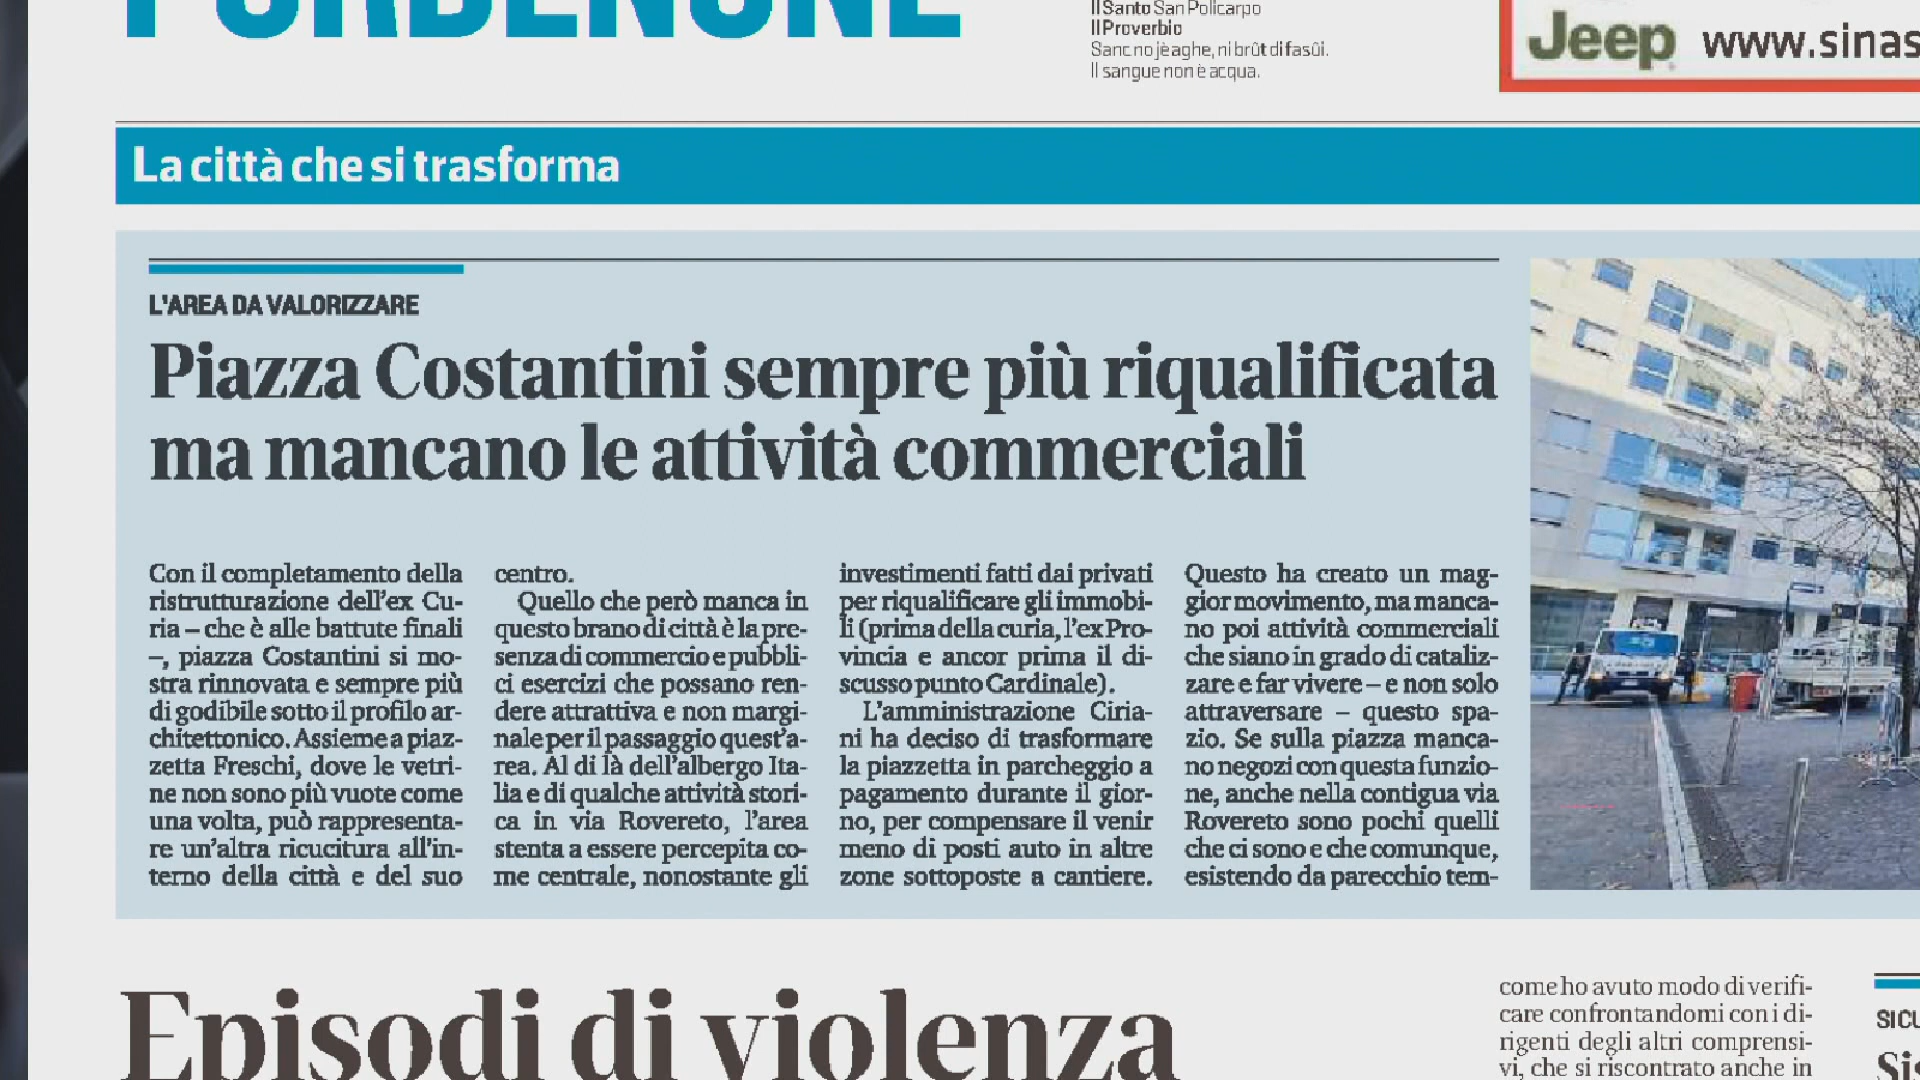 PORDENONE
Il Santo San Policarpo
Il Proverbio
Sanc no jè aghe, ni brût di fasûi.
Il sangue non è acqua.
Jeep www.sinas
La città che si trasforma
L'AREA DA VALORIZZARE
Piazza Costantini sempre più riqualificata
ma mancano le attività commerciali
Con il completamento della
ristrutturazione dell'ex Cu-
ria – che è alle battute finali
–, piazza Costantini si mo-
stra rinnovata e sempre più
di godibile sotto il profilo ar-
chitettonico. Assieme a piaz-
zetta Freschi, dove le vetri-
ne non sono più vuote come
una volta, può rappresenta-
re un'altra ricucitura all'in-
terno della città e del suo
centro.
Quello che però manca in
questo brano di città è la pre-
senza di commercio e pubbli-
ci esercizi che possano ren-
dere attrattiva e non margi-
nale per il passaggio quest'a-
rea. Al di là dell'albergo Ita-
lia e di qualche attività stori-
ca in via Rovereto, l'area
stenta a essere percepita co-
me centrale, nonostante gli
investimenti fatti dai privati
per riqualificare gli immobi-
li (prima della curia, l'ex Pro-
vincia e ancor prima il di-
scusso punto Cardinale).
L'amministrazione Ciria-
ni ha deciso di trasformare
la piazzetta in parcheggio a
pagamento durante il gior-
no, per compensare il venir
meno di posti auto in altre
zone sottoposte a cantiere.
Questo ha creato un mag-
gior movimento, ma manca-
no poi attività commerciali
che siano in grado di cataliz-
zare e far vivere – e non solo
attraversare – questo spa-
zio. Se sulla piazza manca-
no negozi con questa funzio-
ne, anche nella contigua via
Rovereto sono pochi quelli
che ci sono e che comunque,
esistendo da parecchio tem-
Episodi di violenza
come ho avuto modo di verifi-
care confrontandomi con i di-
rigenti degli altri comprensi-
vi, che si riscontrato anche in
SICU
Sis